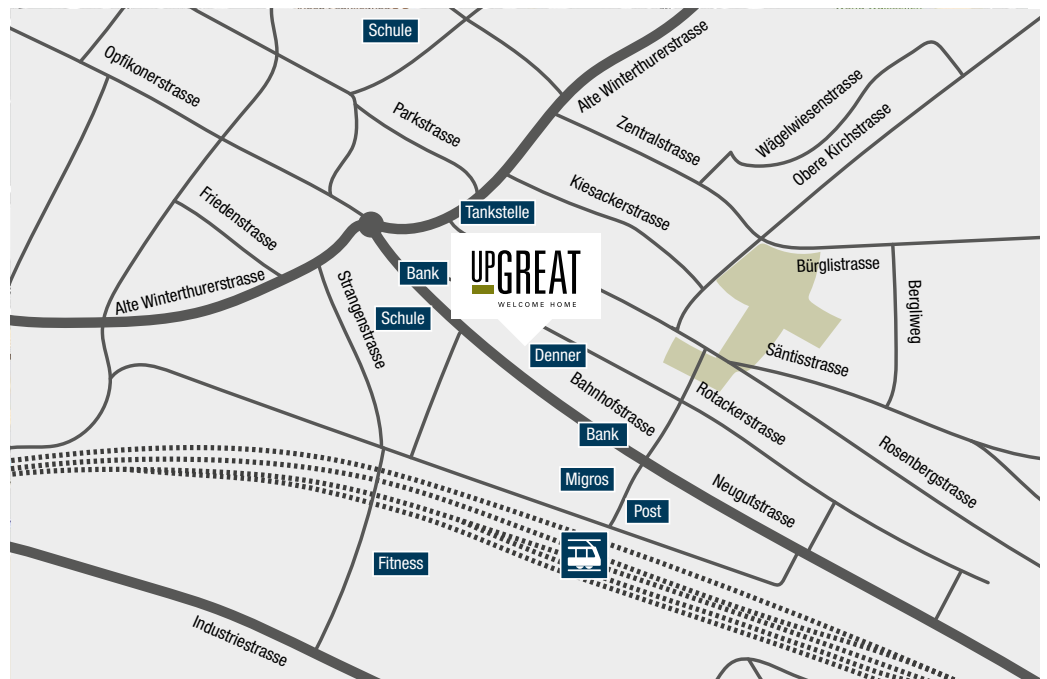 Schule
Opfikonerstrasse
Alte Winterthurerstrasse
Parkstrasse
Zentralstrasse
Wägelwiesenstrasse
Obere Kirchstrasse
Kiesackerstrasse
Friedenstrasse
Tankstelle
UPGREAT
WELCOME HOME
Bank
Bürglistrasse
Alte Winterthurerstrasse
Strangenstrasse
Schule
Bergliweg
Denner
Säntisstrasse
Bahnhofstrasse
Rotackerstrasse
Bank
Rosenbergstrasse
Migros
Neugutstrasse
Post
Fitness
Industriestrasse